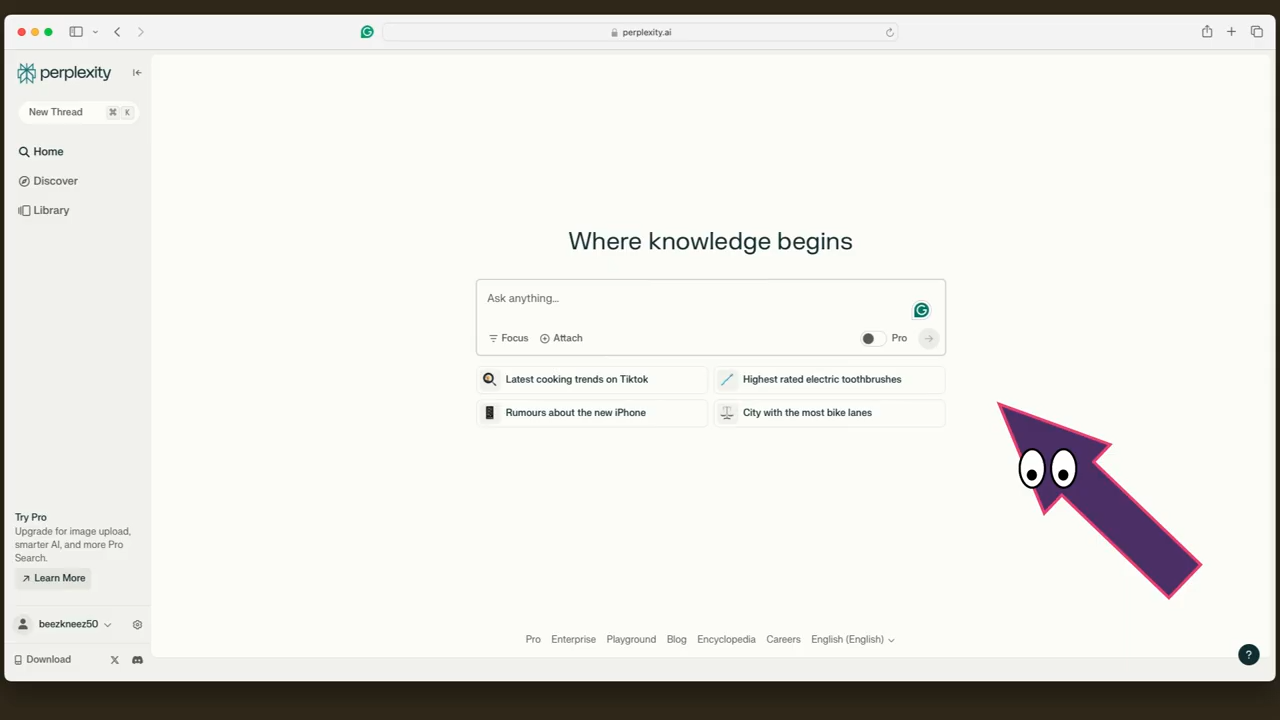 perplexity.ai
perplexity
New Thread ⌘ K
Home
Discover
Library
Where knowledge begins
Ask anything...
Focus Attach Pro
Latest cooking trends on Tiktok
Highest rated electric toothbrushes
Rumours about the new iPhone
City with the most bike lanes
Try Pro
Upgrade for image upload,
smarter AI, and more Pro
Search.
Learn More
beezkneez50
Download
Pro Enterprise Playground Blog Encyclopedia Careers English (English)
?